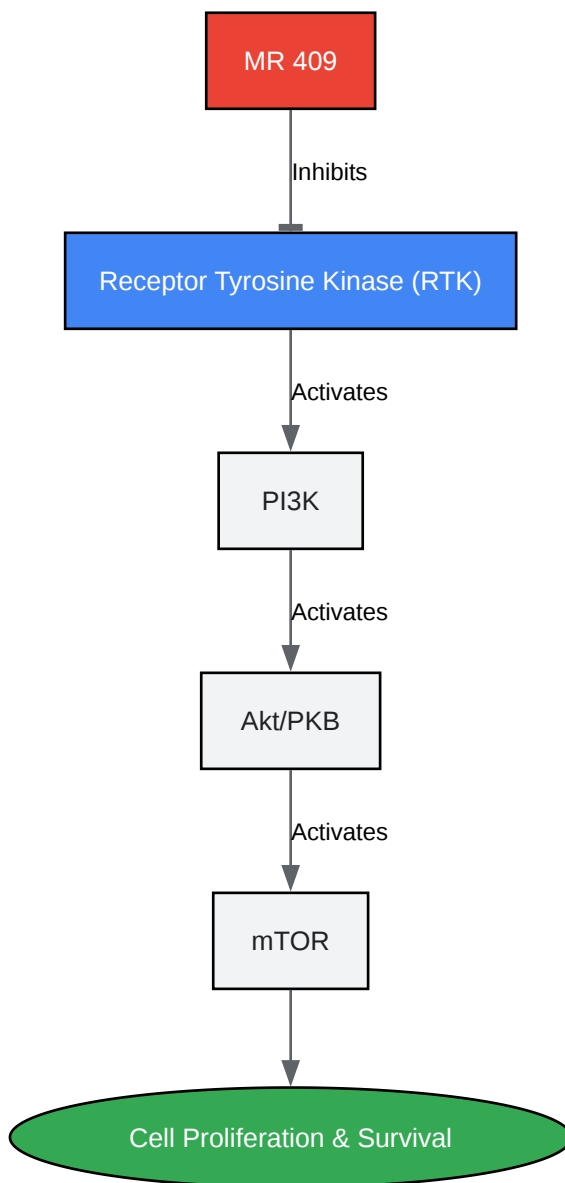 MR 409
Inhibits
Receptor Tyrosine Kinase (RTK)
Activates
PI3K
Activates
Akt/PKB
Activates
mTOR
Cell Proliferation & Survival